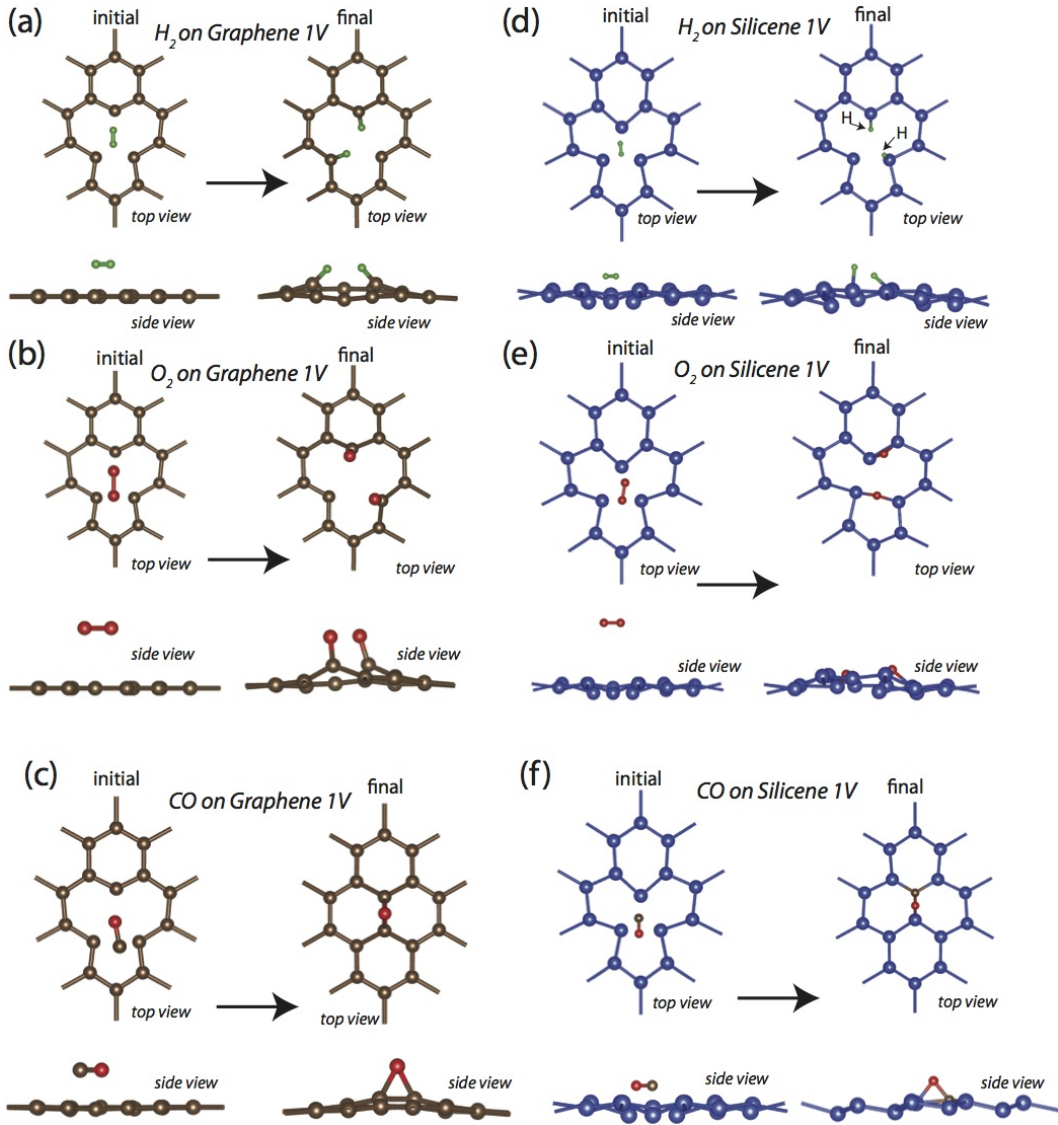 (a)
initial
final
H2 on Graphene 1V
top view
top view
side view
side view
(b)
initial
final
O2 on Graphene 1V
top view
top view
side view
side view
(c)
initial
final
CO on Graphene 1V
top view
top view
side view
side view
(d)
initial
final
H2 on Silicene 1V
H
H
top view
top view
side view
side view
(e)
initial
final
O2 on Silicene 1V
top view
top view
side view
side view
(f)
initial
final
CO on Silicene 1V
top view
top view
side view
side view